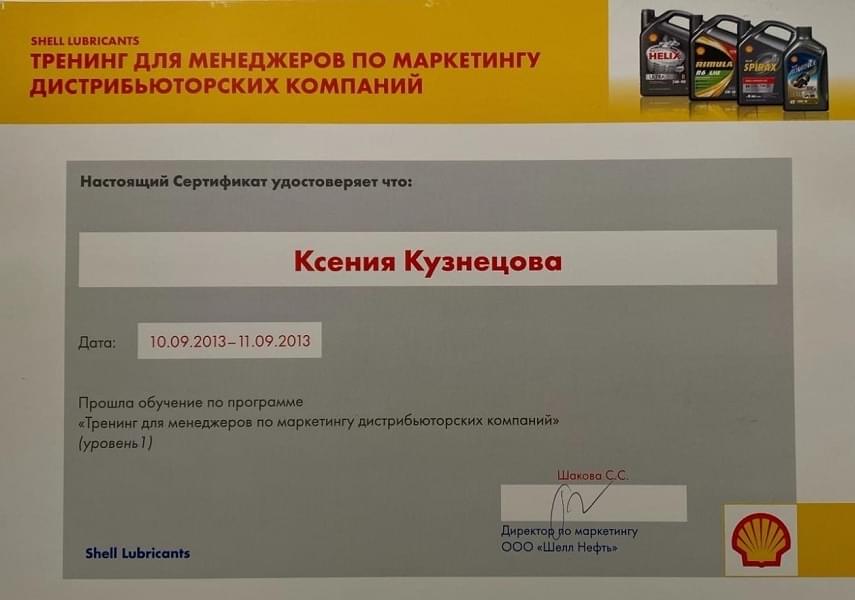 SHELL LUBRICANTS
ТРЕНИНГ ДЛЯ МЕНЕДЖЕРОВ ПО МАРКЕТИНГУ
ДИСТРИБЬЮТОРСКИХ КОМПАНИЙ
HELIX
ULTRA
RIMULA
R6 LME
SPIRAX
Настоящий Сертификат удостоверяет что:
Ксения Кузнецова
Дата:
10.09.2013–11.09.2013
Прошла обучение по программе
«Тренинг для менеджеров по маркетингу дистрибьюторских компаний»
(уровень1)
Шакова С.С.
Директор по маркетингу
ООО «Шелл Нефть»
Shell Lubricants